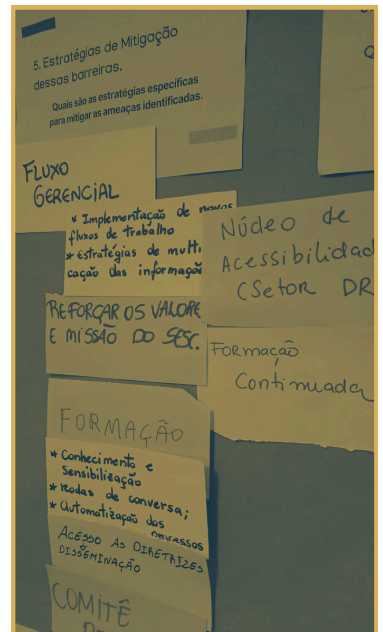 5. Estratégias de Mitigação
dessas barreiras.
Quais são as estratégias específicas
para mitigar as ameaças identificadas.
FLUXO
GERENCIAL
* Implementação de novos
fluxos de trabalho
* Estratégias de multi
cação das informaçõ
REFORÇAR OS VALORE
E MISSÃO DO SESC.
Núcleo de
Acessibilidad
(Setor DR
Formação
Continuada
FORMAÇÃO
* Conhecimento e
Sensibilização
* Rodas de conversa;
* Automatização dos
processos
ACESSO AS DIRETRIZES
DISSEMINAÇÃO
COMITÊ